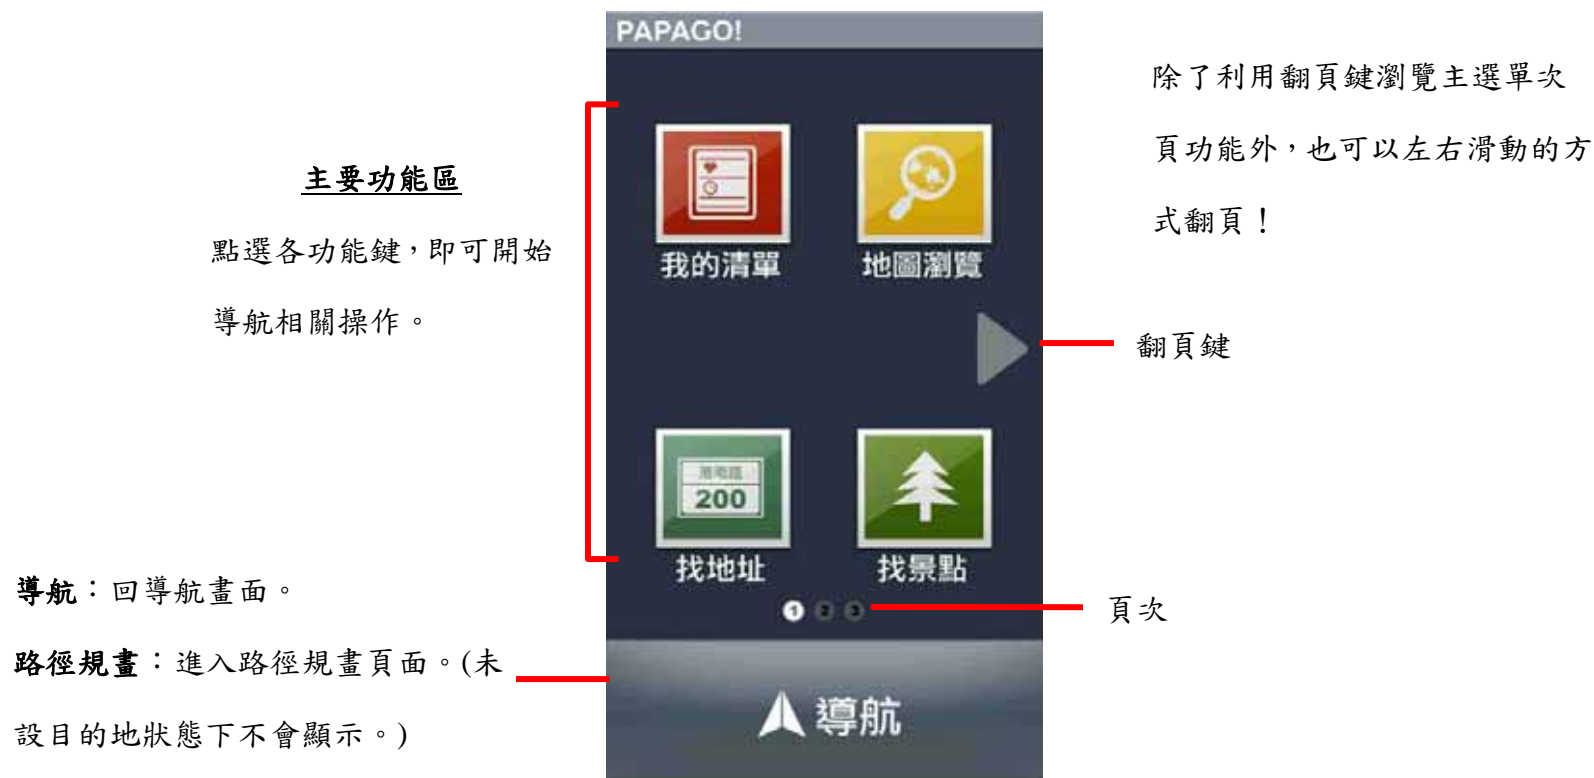 PAPAGO!
除了利用翻頁鍵瀏覽主選單次
頁功能外，也可以左右滑動的方
式翻頁！
主要功能區
點選各功能鍵，即可開始
導航相關操作。
我的清單
地圖瀏覽
翻頁鍵
200
找地址
找景點
1 2 3
頁次
導航：回導航畫面。
路徑規畫：進入路徑規畫頁面。(未
設目的地狀態下不會顯示。)
導航